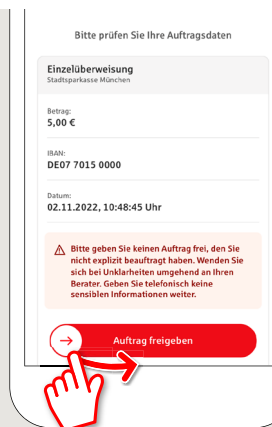 Bitte prüfen Sie Ihre Auftragsdaten
Einzelüberweisung
Stadtsparkasse München
Betrag:
5,00 €
IBAN:
DE07 7015 0000
Datum:
02.11.2022, 10:48:45 Uhr
Bitte geben Sie keinen Auftrag frei, den Sie
nicht explizit beauftragt haben. Wenden Sie
sich bei Unklarheiten umgehend an Ihren
Berater. Geben Sie telefonisch keine
sensiblen Informationen weiter.
Auftrag freigeben